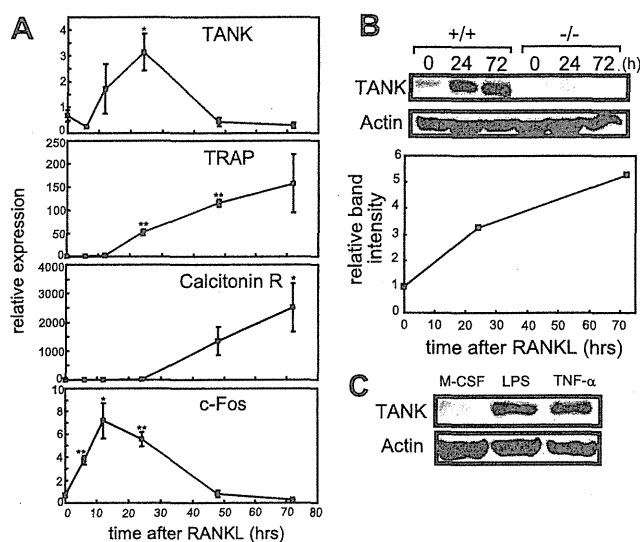 A
TANK
4
3
2
1
0
TRAP
250
200
150
100
50
0
relative expression
Calcitonin R
4000
3000
2000
1000
0
c-Fos
10
8
6
4
2
0
0 10 20 30 40 50 60 70 80
time after RANKL (hrs)
B
+/+ -/-
0 24 72 0 24 72 (h)
TANK
Actin
6
5
4
3
2
1
0
relative band
intensity
0 10 20 30 40 50 60 70
time after RANKL (hrs)
C
M-CSF LPS TNF-α
TANK
Actin